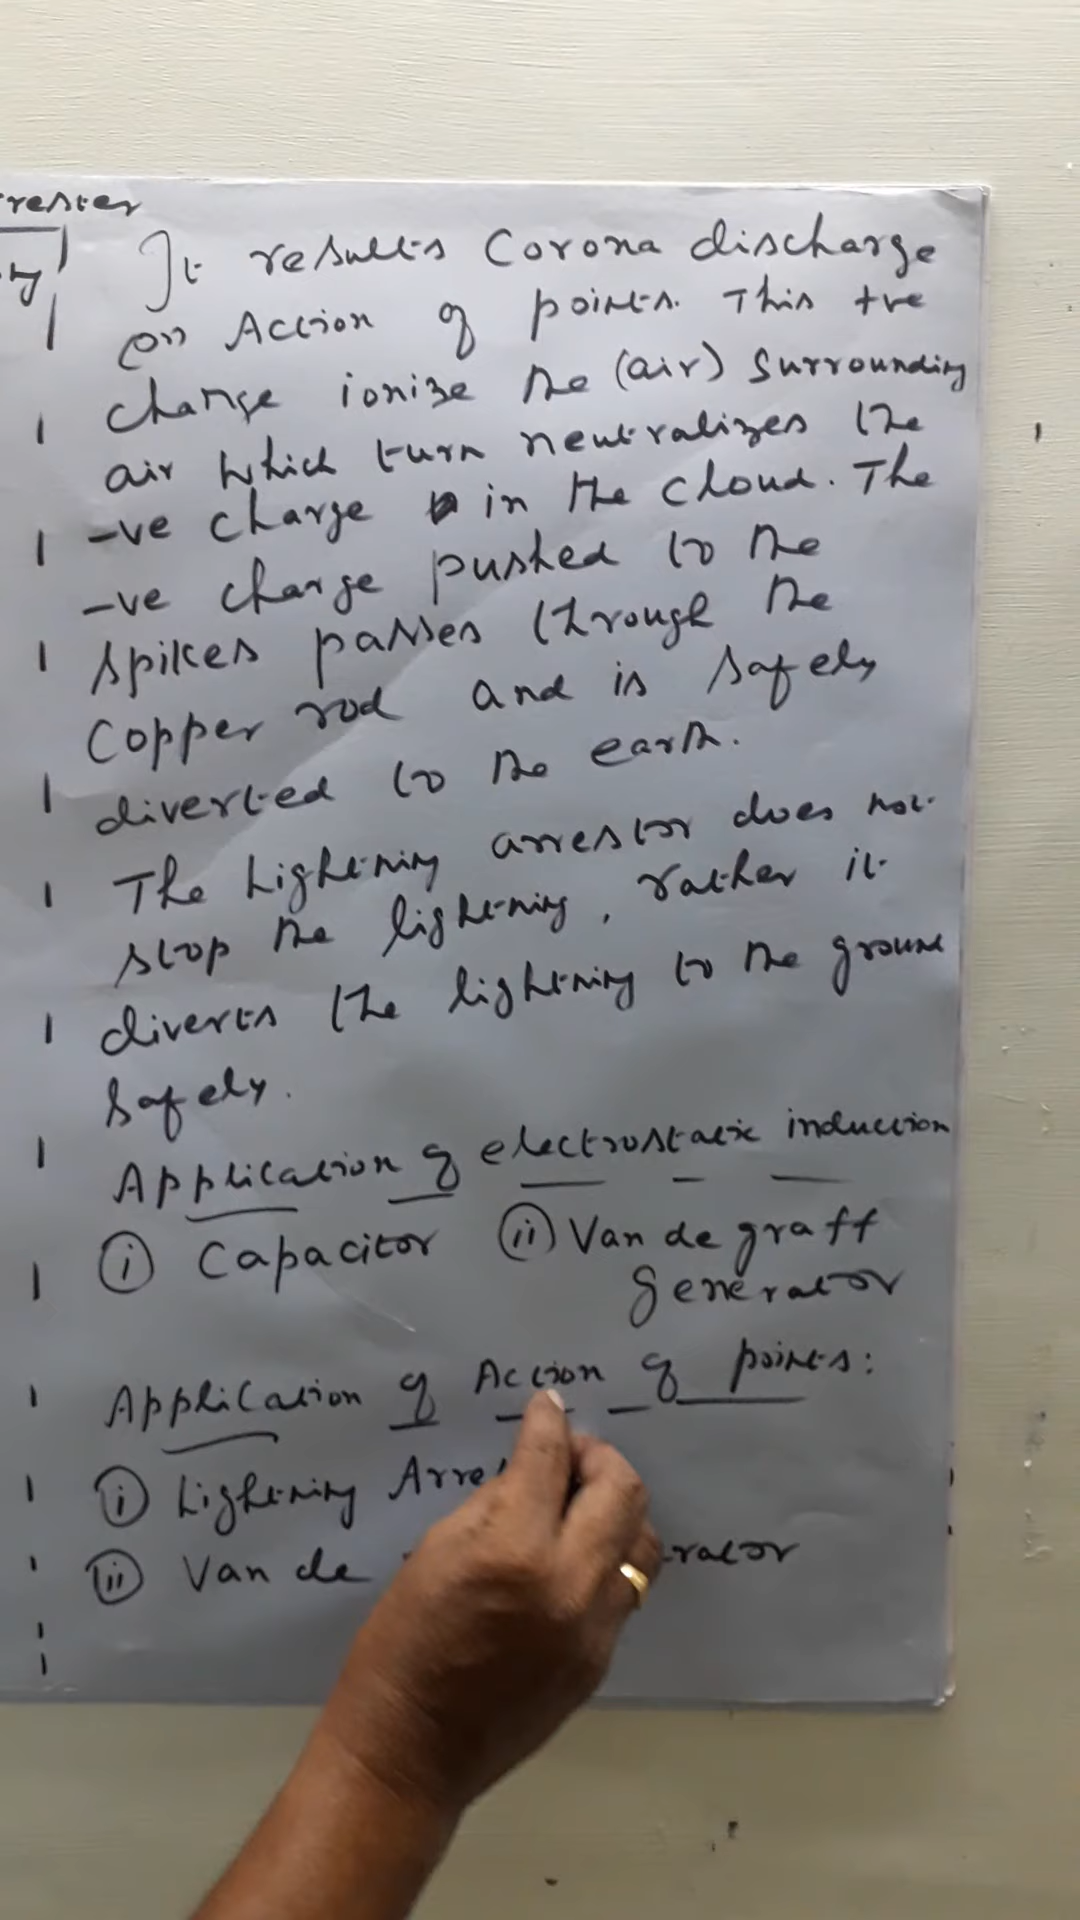 rester
It results Corona discharge
on Action of points. This +ve
charge ionize the (air) surrounding
air which turn neutralizes the
-ve charge in the cloud. The
-ve charge pushed to the
spikes passes through the
Copper rod and is safely
diverted to the earth.
The Lightning arrestor does not
stop the lightning, rather it
diverts the lightning to the ground
safely.
Application of electrostatic induction
(i) Capacitor (ii) Van de graff
generator
Application of Action of points:
(i) Lightning Arres
(ii) Van de rator